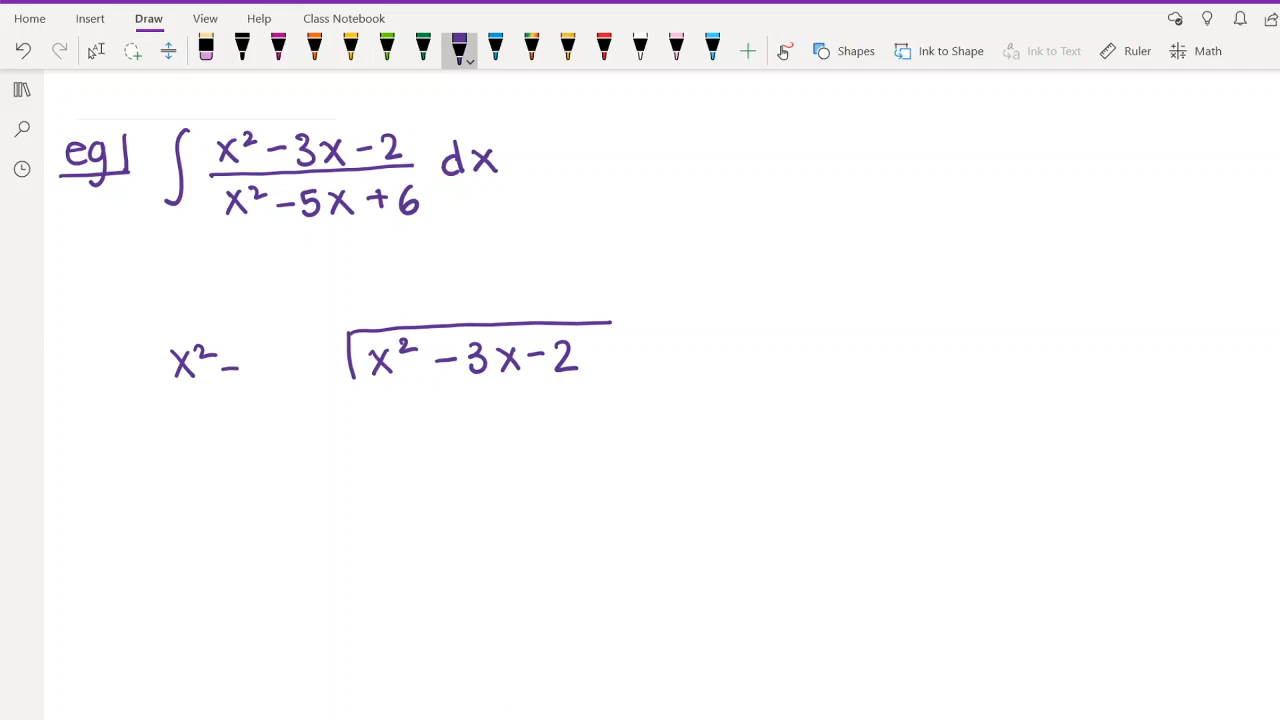 Home Insert Draw View Help Class Notebook
Shapes Ink to Shape Ink to Text Ruler Math
eg] ∫ x² - 3x - 2 / x² - 5x + 6 dx
x² - √x² - 3x - 2